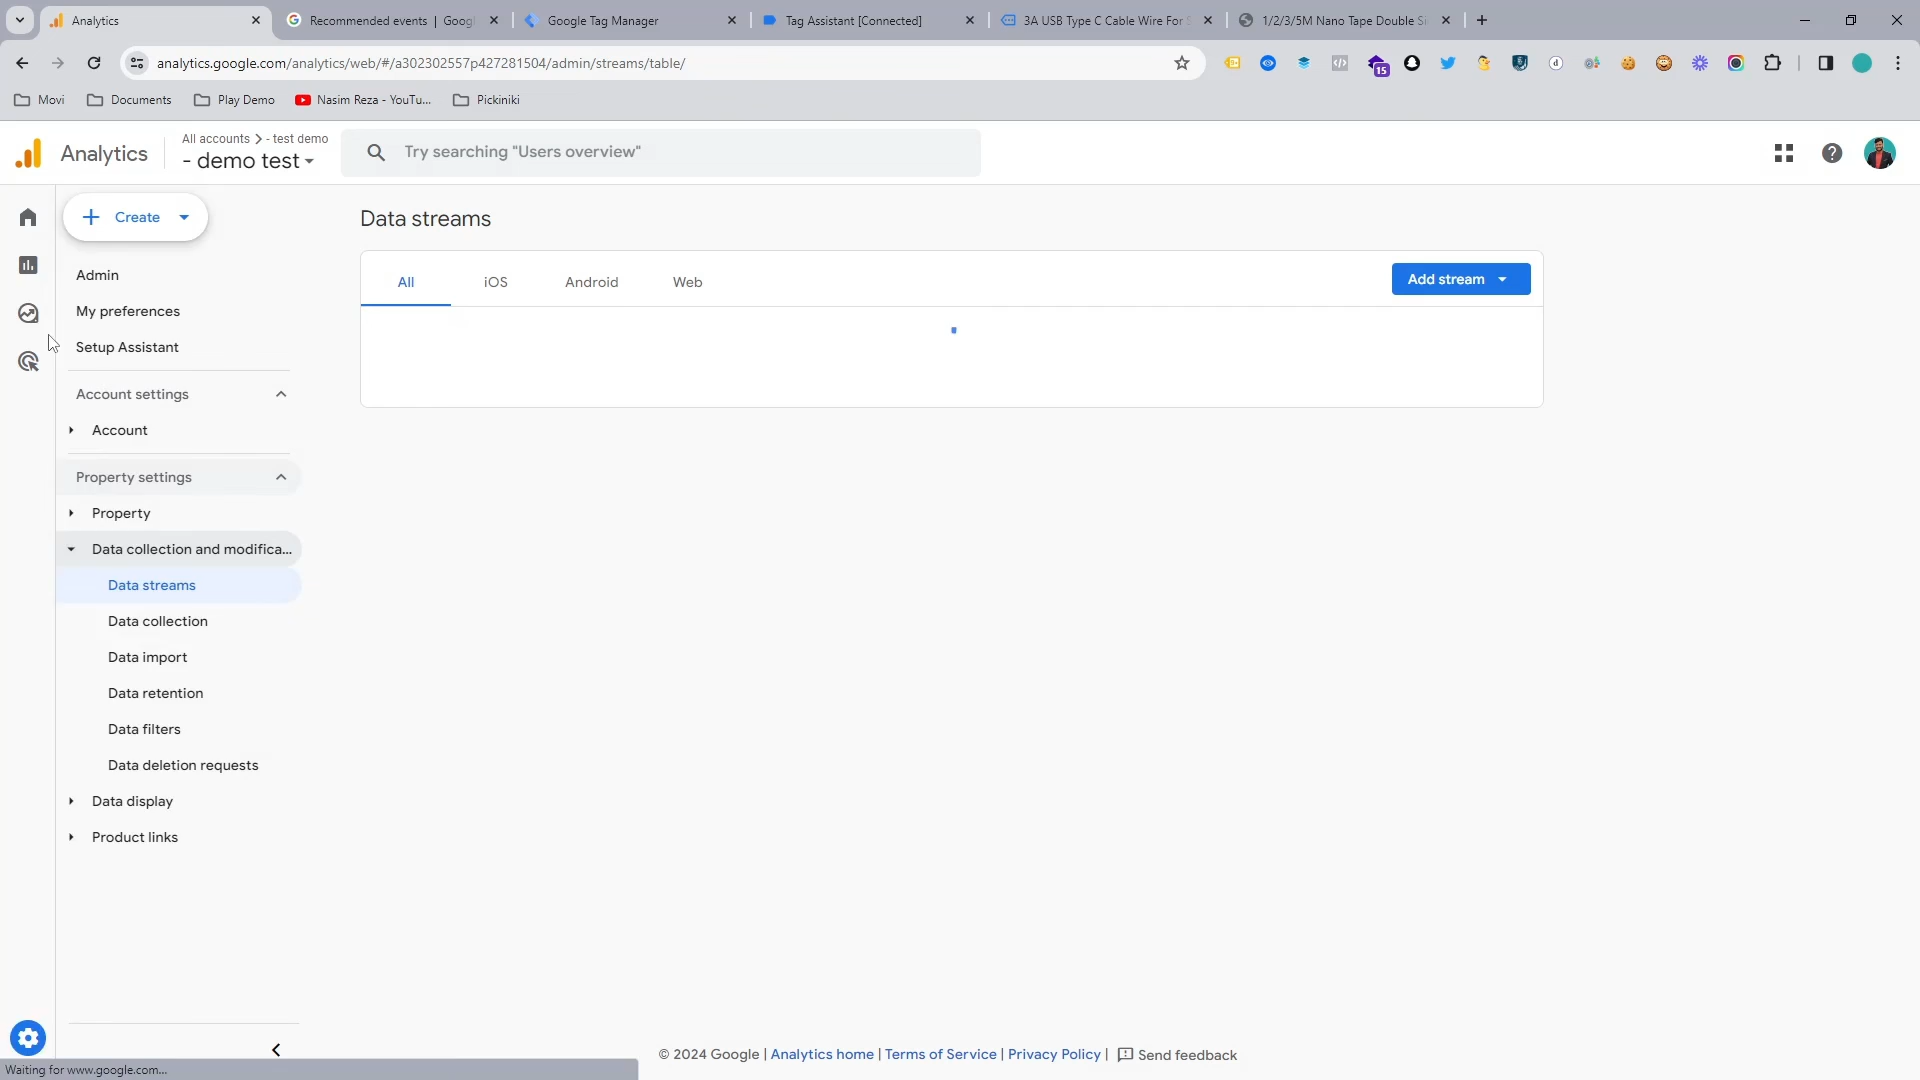 Analytics
Recommended events | Googl
Google Tag Manager
Tag Assistant [Connected]
3A USB Type C Cable Wire For S
1/2/3/5M Nano Tape Double Si
analytics.google.com/analytics/web/#/a302302557p427281504/admin/streams/table/
15
Movi
Documents
Play Demo
Nasim Reza - YouTu...
Pickiniki
Analytics
All accounts > - test demo
- demo test
Try searching "Users overview"
Create
Data streams
Admin
All
iOS
Android
Web
Add stream
My preferences
Setup Assistant
Account settings
Account
Property settings
Property
Data collection and modifica...
Data streams
Data collection
Data import
Data retention
Data filters
Data deletion requests
Data display
Product links
© 2024 Google | Analytics home | Terms of Service | Privacy Policy | Send feedback
Waiting for www.google.com...